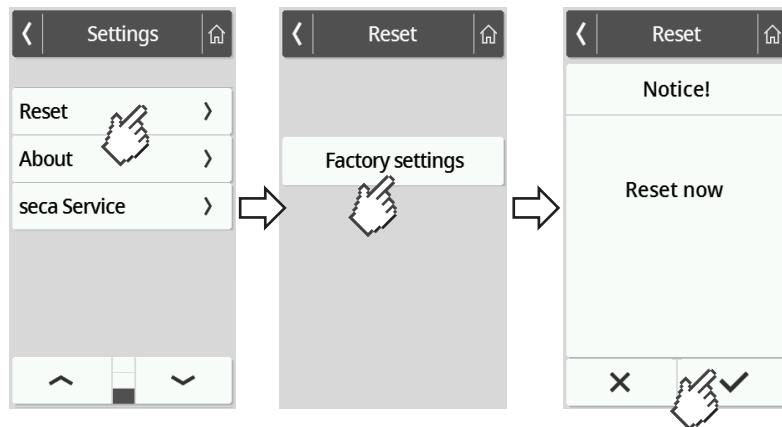 Settings
Reset
About
seca Service
Reset
Factory settings
Reset
Notice!
Reset now